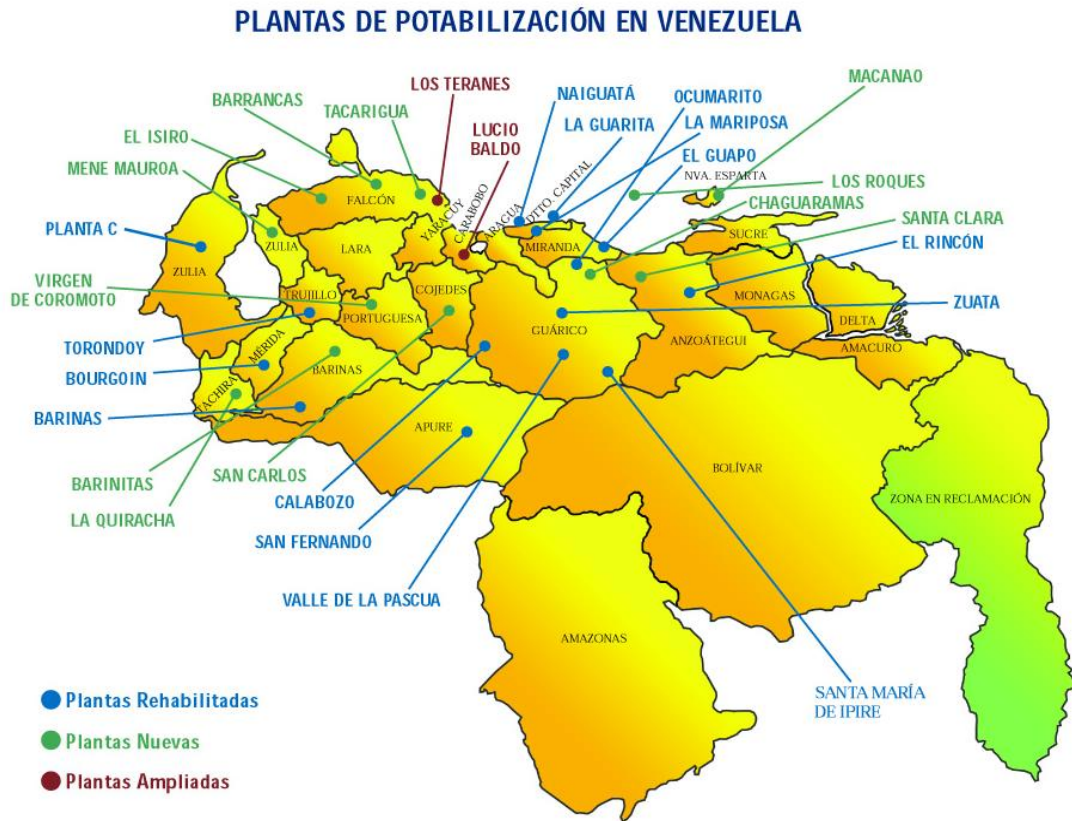 PLANTAS DE POTABILIZACIÓN EN VENEZUELA
MACANAO
LOS TERANES
NAIGUATÁ
OCUMARITO
BARRANCAS
TACARIGUA
LA GUARITA
LA MARIPOSA
LUCIO
BALDO
EL ISIRO
EL GUAPO
MENE MAUROA
NVA. ESPARTA
LOS ROQUES
DTTO. CAPITAL
CHAGUARAMAS
FALCÓN
YARACUY
CARABOBO
ARAGUA
SANTA CLARA
PLANTA C
ZULIA
LARA
MIRANDA
SUCRE
EL RINCÓN
ZULIA
VIRGEN
DE COROMOTO
TRUJILLO
COJEDES
MONAGAS
ZUATA
PORTUGUESA
GUÁRICO
DELTA
ANZOÁTEGUI
AMACURO
TORONDOY
MÉRIDA
BOURGOIN
BARINAS
TACHIRA
BARINAS
APURE
BOLÍVAR
SAN CARLOS
BARINITAS
CALABOZO
ZONA EN RECLAMACIÓN
LA QUIRACHA
SAN FERNANDO
VALLE DE LA PASCUA
AMAZONAS
SANTA MARÍA
DE IPIRE
Plantas Rehabilitadas
Plantas Nuevas
Plantas Ampliadas